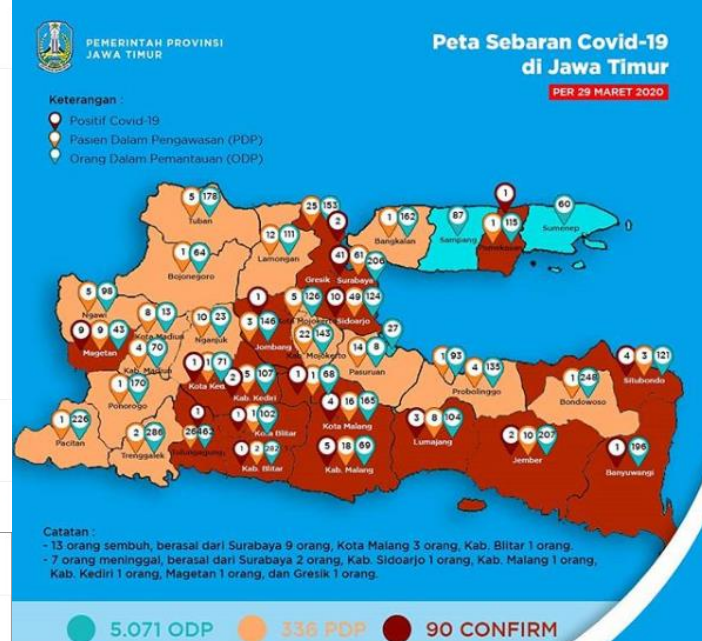 PEMERINTAH PROVINSI
JAWA TIMUR
Peta Sebaran Covid-19
di Jawa Timur
PER 29 MARET 2020
Keterangan :
Positif Covid-19
Pasien Dalam Pengawasan (PDP)
Orang Dalam Pemantauan (ODP)
5 178
Tuban
25 153
2
Gresik
1 162
Bangkalan
87
Sampang
1
1 115
Pamekasan
60
Sumenep
12 111
Lamongan
1 64
Bojonegoro
41 61 206
Surabaya
5 98
Ngawi
8 13
Kota Madiun
10 23
Nganjuk
1
3 146
Jombang
5 126
Kota Mojokerto
10 49 124
Sidoarjo
9 9 43
Magetan
4 70
Kab. Madiun
22 143
Kab. Mojokerto
14 8
Pasuruan
27
1 93
4 135
Probolinggo
4 3 121
Situbondo
1 170
Ponorogo
1 1 71
Kota Kediri
2 5 107
Kab. Kediri
1 1 68
4 16 165
Kota Malang
1 248
Bondowoso
1 226
Pacitan
2 286
Trenggalek
1
26 462
Tulungagung
1 1 102
Kota Blitar
1 2 282
Kab. Blitar
5 18 69
Kab. Malang
3 8 104
Lumajang
2 10 207
Jember
1 196
Banyuwangi
Catatan :
- 13 orang sembuh, berasal dari Surabaya 9 orang, Kota Malang 3 orang, Kab. Blitar 1 orang.
- 7 orang meninggal, berasal dari Surabaya 2 orang, Kab. Sidoarjo 1 orang, Kab. Malang 1 orang,
Kab. Kediri 1 orang, Magetan 1 orang, dan Gresik 1 orang.
5.071 ODP 336 PDP 90 CONFIRM